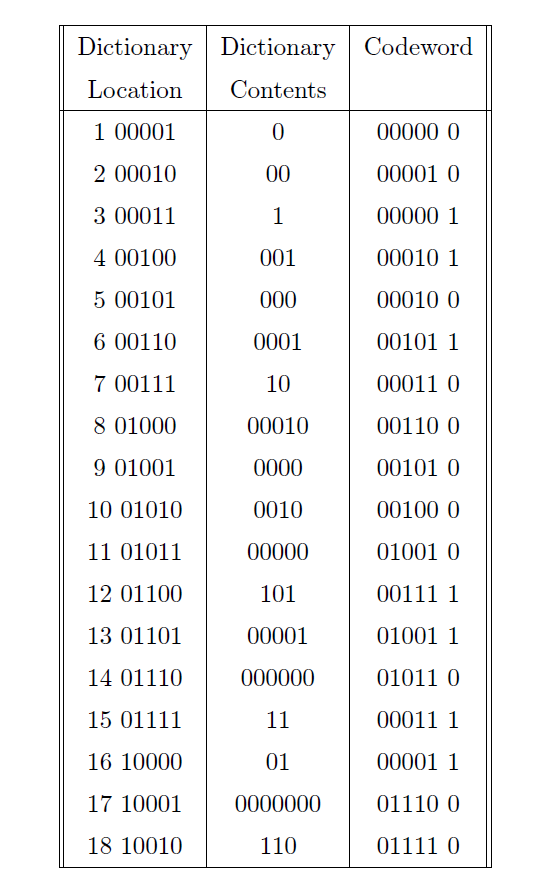 Dictionary Dictionary Codeword
Location Contents
1 00001 0 00000 0
2 00010 00 00001 0
3 00011 1 00000 1
4 00100 001 00010 1
5 00101 000 00010 0
6 00110 0001 00101 1
7 00111 10 00011 0
8 01000 00010 00110 0
9 01001 0000 00101 0
10 01010 0010 00100 0
11 01011 00000 01001 0
12 01100 101 00111 1
13 01101 00001 01001 1
14 01110 000000 01011 0
15 01111 11 00011 1
16 10000 01 00001 1
17 10001 0000000 01110 0
18 10010 110 01111 0